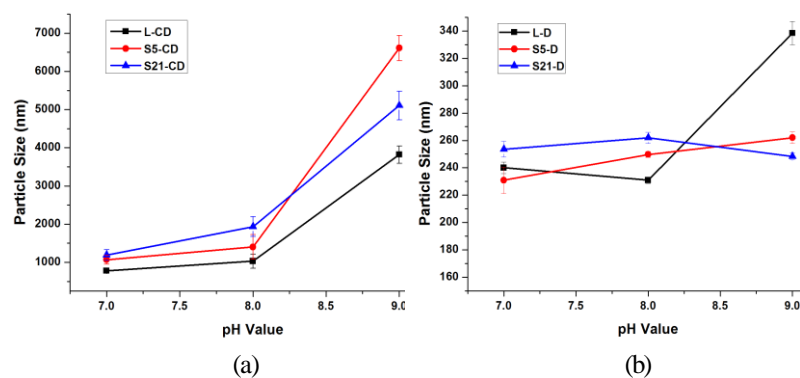 L-CD
S5-CD
S21-CD
7000
6000
5000
4000
3000
2000
1000
Particle Size (nm)
7.0 7.5 8.0 8.5 9.0
pH Value
(a)
L-D
S5-D
S21-D
340
320
300
280
260
240
220
200
180
160
Particle Size (nm)
7.0 7.5 8.0 8.5 9.0
pH Value
(b)